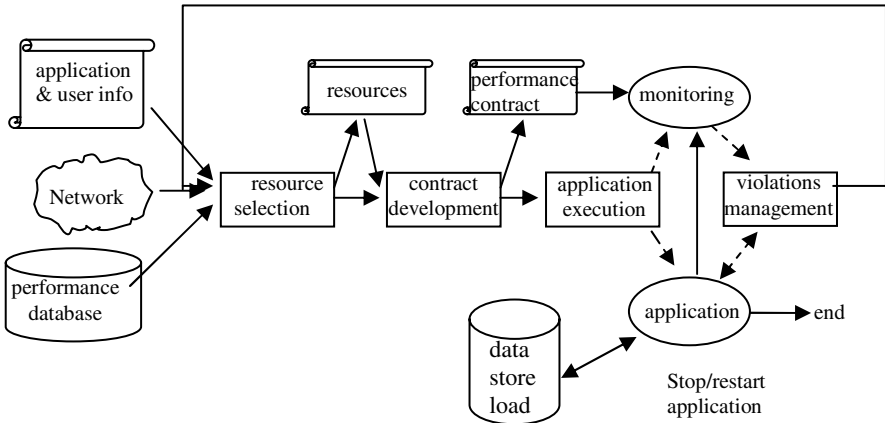 application
& user info
resources
performance
contract
monitoring
Network
resource
selection
contract
development
application
execution
violations
management
performance
database
application
end
data
store
load
Stop/restart
application